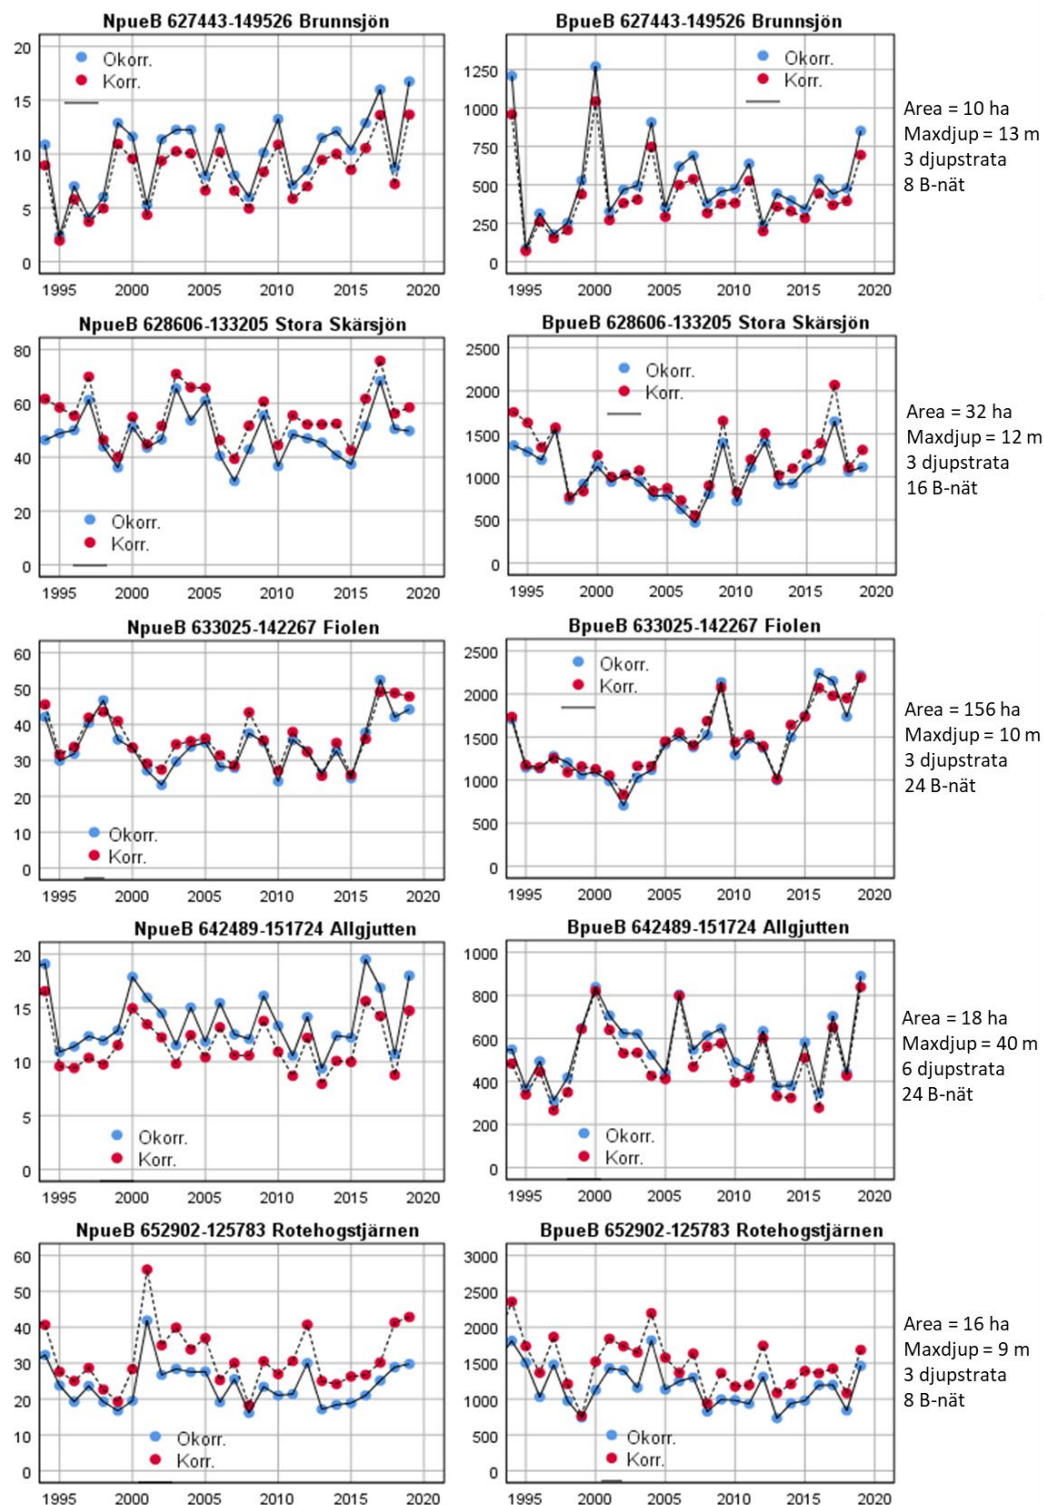 NpueB 627443-149526 Brunnsjön
20
15
10
5
0
Okorr.
Korr.
1995 2000 2005 2010 2015 2020
BpueB 627443-149526 Brunnsjön
1250
1000
750
500
250
0
Okorr.
Korr.
1995 2000 2005 2010 2015 2020
Area = 10 ha
Maxdjup = 13 m
3 djupstrata
8 B-nät
NpueB 628606-133205 Stora Skärsjön
80
60
40
20
0
Okorr.
Korr.
1995 2000 2005 2010 2015 2020
BpueB 628606-133205 Stora Skärsjön
2500
2000
1500
1000
500
0
Okorr.
Korr.
1995 2000 2005 2010 2015 2020
Area = 32 ha
Maxdjup = 12 m
3 djupstrata
16 B-nät
NpueB 633025-142267 Fiolen
60
50
40
30
20
10
0
Okorr.
Korr.
1995 2000 2005 2010 2015 2020
BpueB 633025-142267 Fiolen
2500
2000
1500
1000
500
0
Okorr.
Korr.
1995 2000 2005 2010 2015 2020
Area = 156 ha
Maxdjup = 10 m
3 djupstrata
24 B-nät
NpueB 642489-151724 Allgjutten
20
15
10
5
0
Okorr.
Korr.
1995 2000 2005 2010 2015 2020
BpueB 642489-151724 Allgjutten
1000
800
600
400
200
0
Okorr.
Korr.
1995 2000 2005 2010 2015 2020
Area = 18 ha
Maxdjup = 40 m
6 djupstrata
24 B-nät
NpueB 652902-125783 Rotehogstjärnen
60
50
40
30
20
10
0
Okorr.
Korr.
1995 2000 2005 2010 2015 2020
BpueB 652902-125783 Rotehogstjärnen
3000
2500
2000
1500
1000
500
0
Okorr.
Korr.
1995 2000 2005 2010 2015 2020
Area = 16 ha
Maxdjup = 9 m
3 djupstrata
8 B-nät